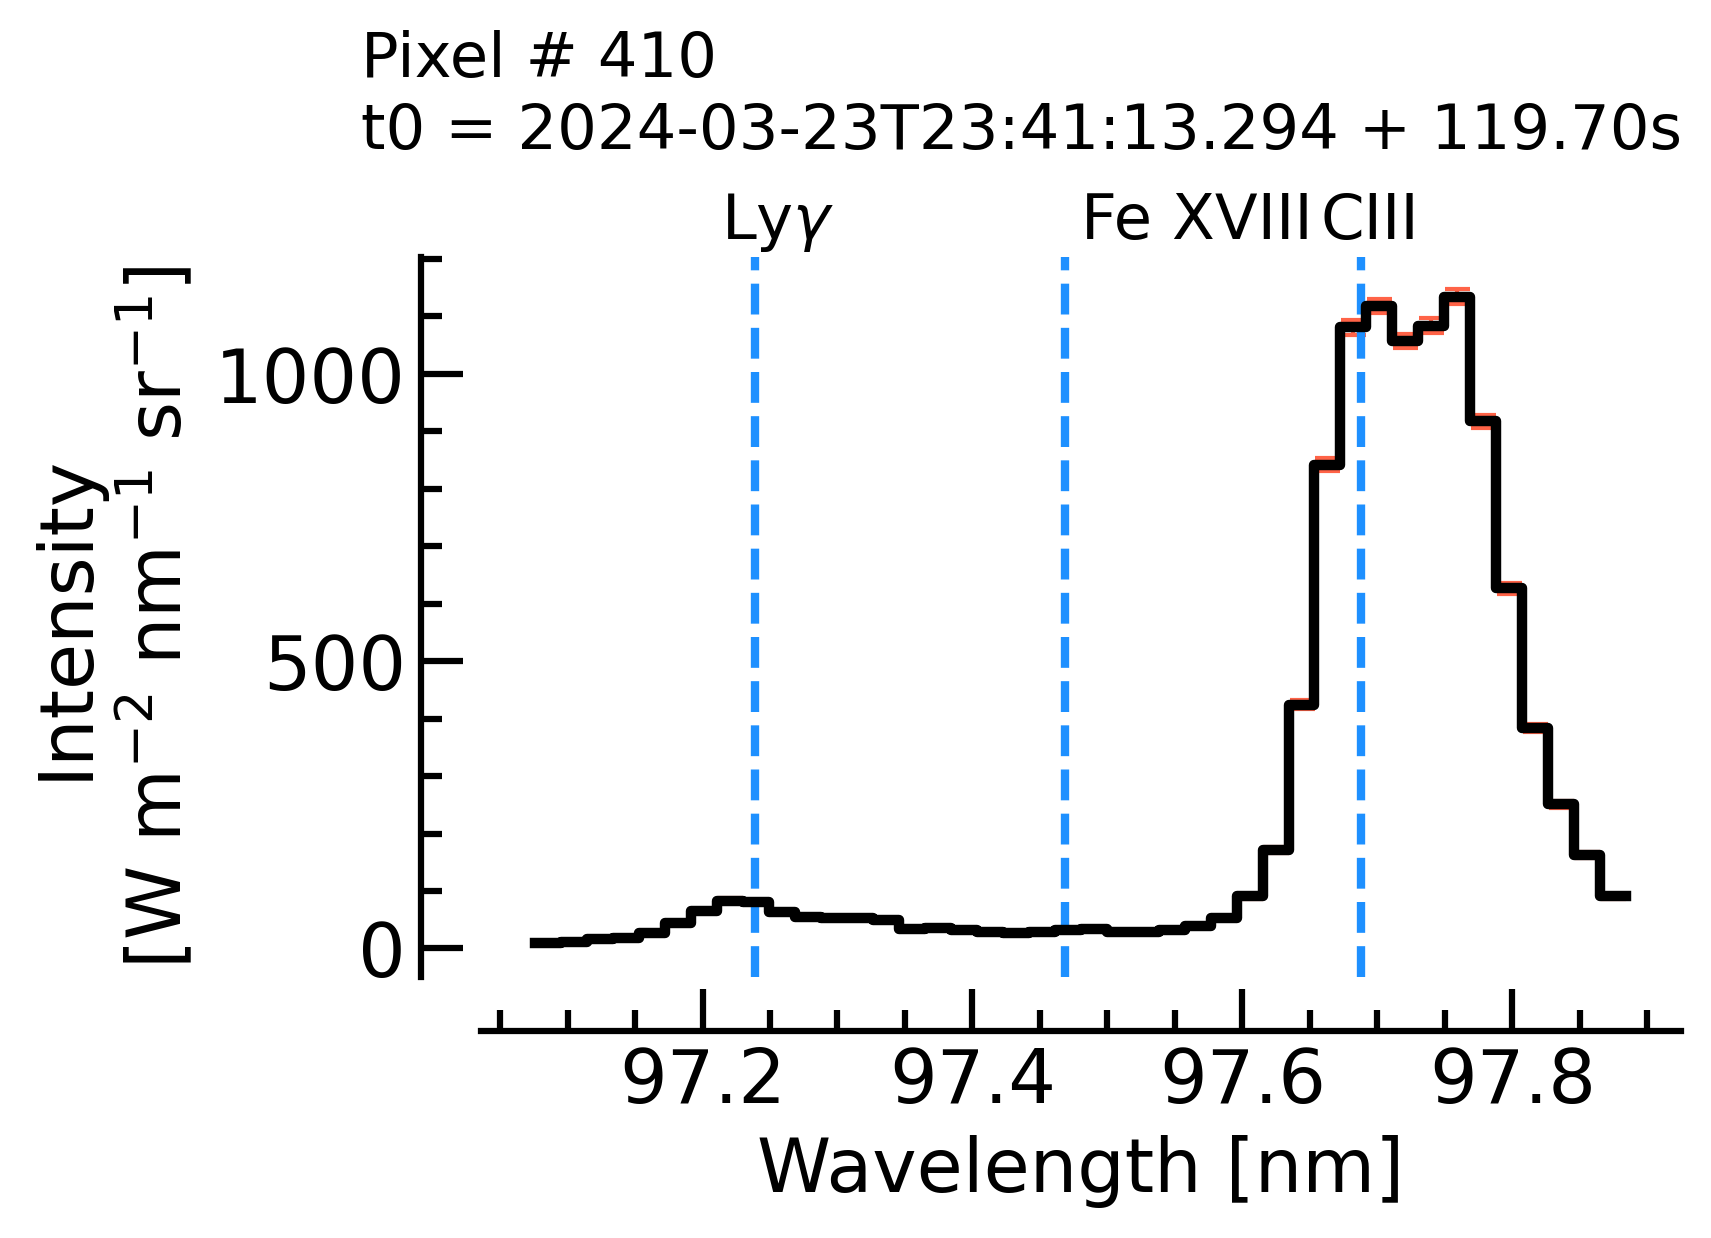 Pixel # 410
t0 = 2024-03-23T23:41:13.294 + 119.70s
Lyγ Fe XVIII CIII
Intensity
[W m⁻² nm⁻¹ sr⁻¹]
1000
500
0
97.2 97.4 97.6 97.8
Wavelength [nm]